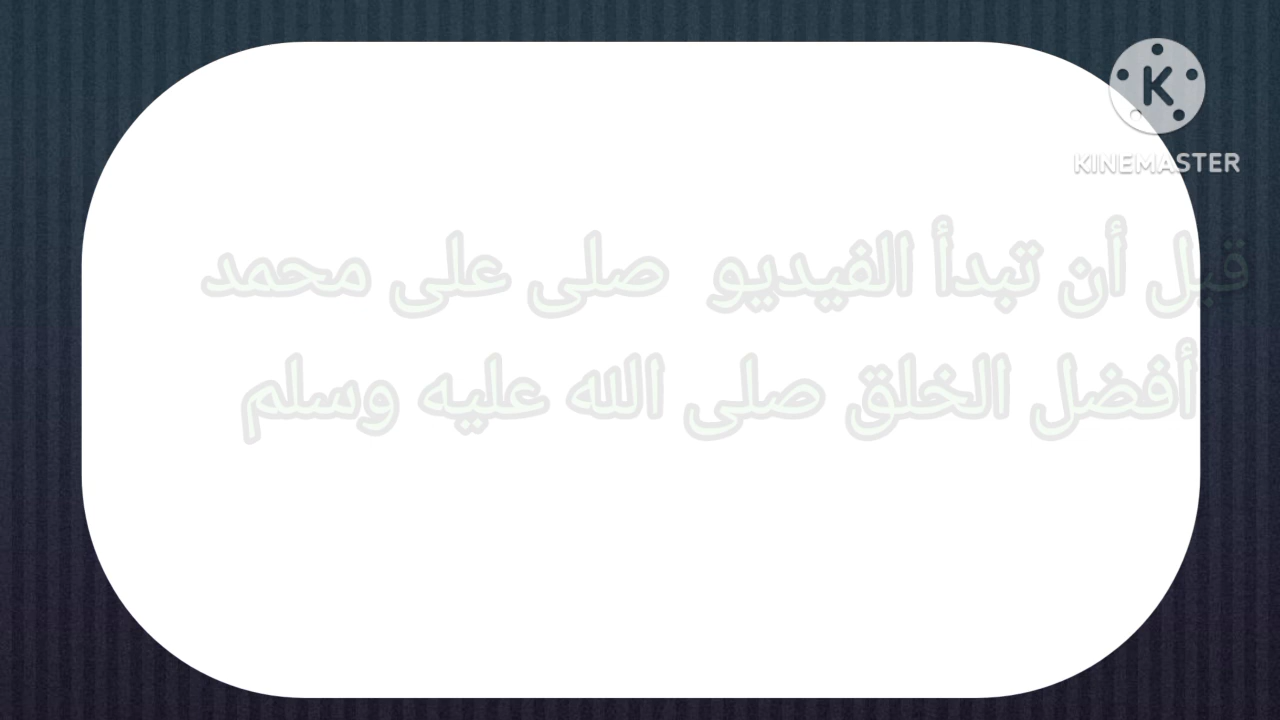 KINEMASTER
قبل أن تبدأ الفيديو صلى على محمد
أفضل الخلق صلى الله عليه وسلم